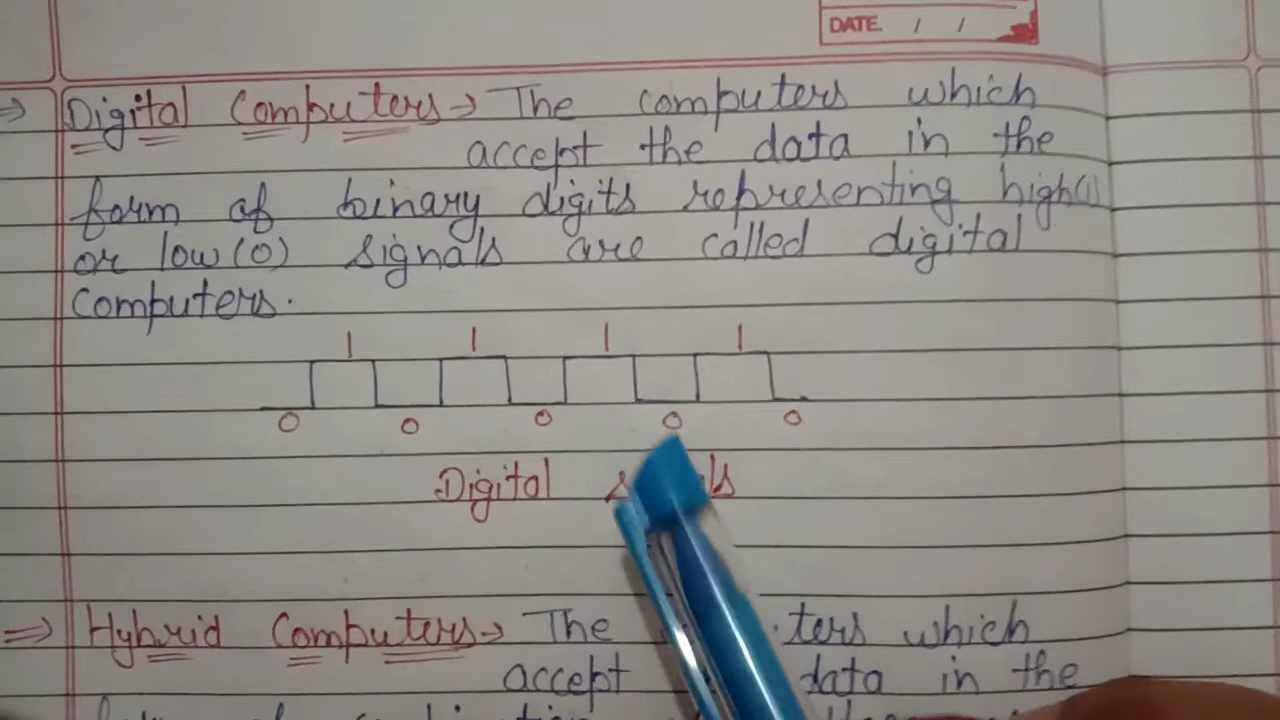 DATE. / /
⇒ Digital Computers → The computers which
accept the data in the
form of binary digits representing high(1)
or low(0) signals are called digital
computers.
1 1 1 1
0 0 0 0 0
Digital
⇒ Hybrid Computers → The ters which
accept data in the